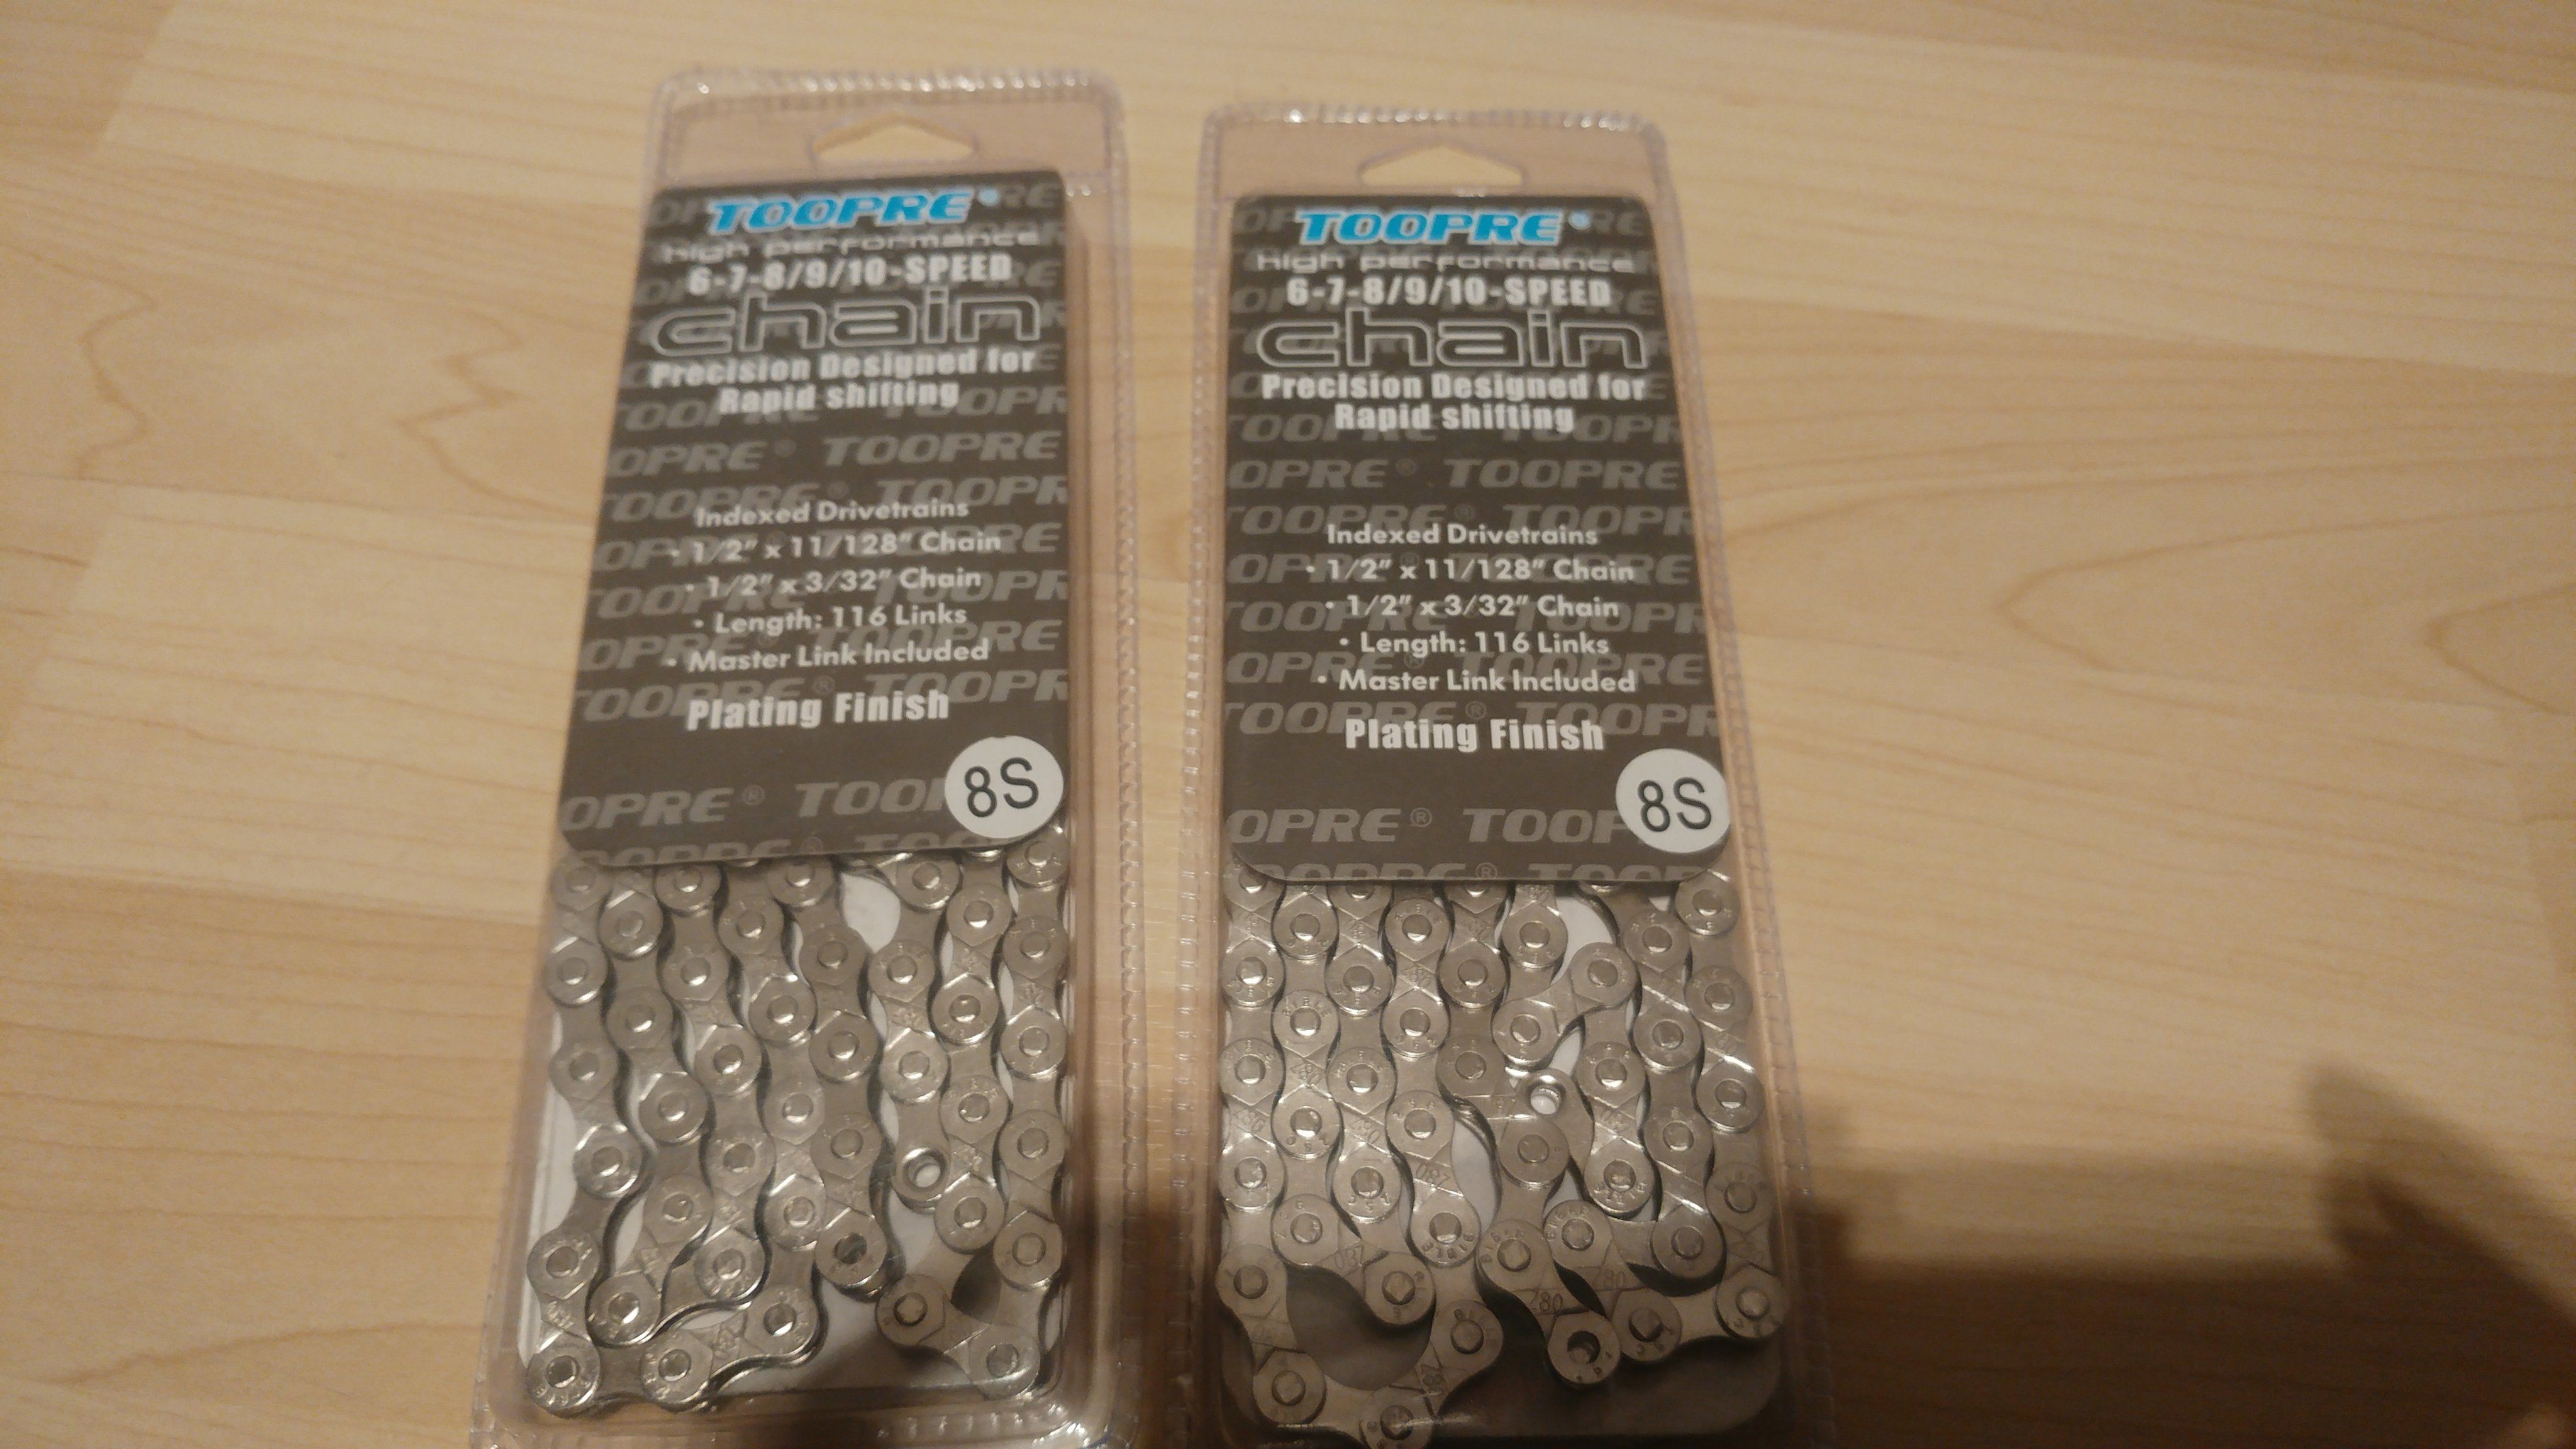 TOOPRE
high performance
6-7-8/9/10-SPEED
chain
Precision Designed for
Rapid shifting
Indexed Drivetrains
• 1/2” x 11/128” Chain
• 1/2” x 3/32” Chain
• Length: 116 Links
• Master Link Included
Plating Finish
8S
TOOPRE
high performance
6-7-8/9/10-SPEED
chain
Precision Designed for
Rapid shifting
Indexed Drivetrains
• 1/2” x 11/128” Chain
• 1/2” x 3/32” Chain
• Length: 116 Links
• Master Link Included
Plating Finish
8S